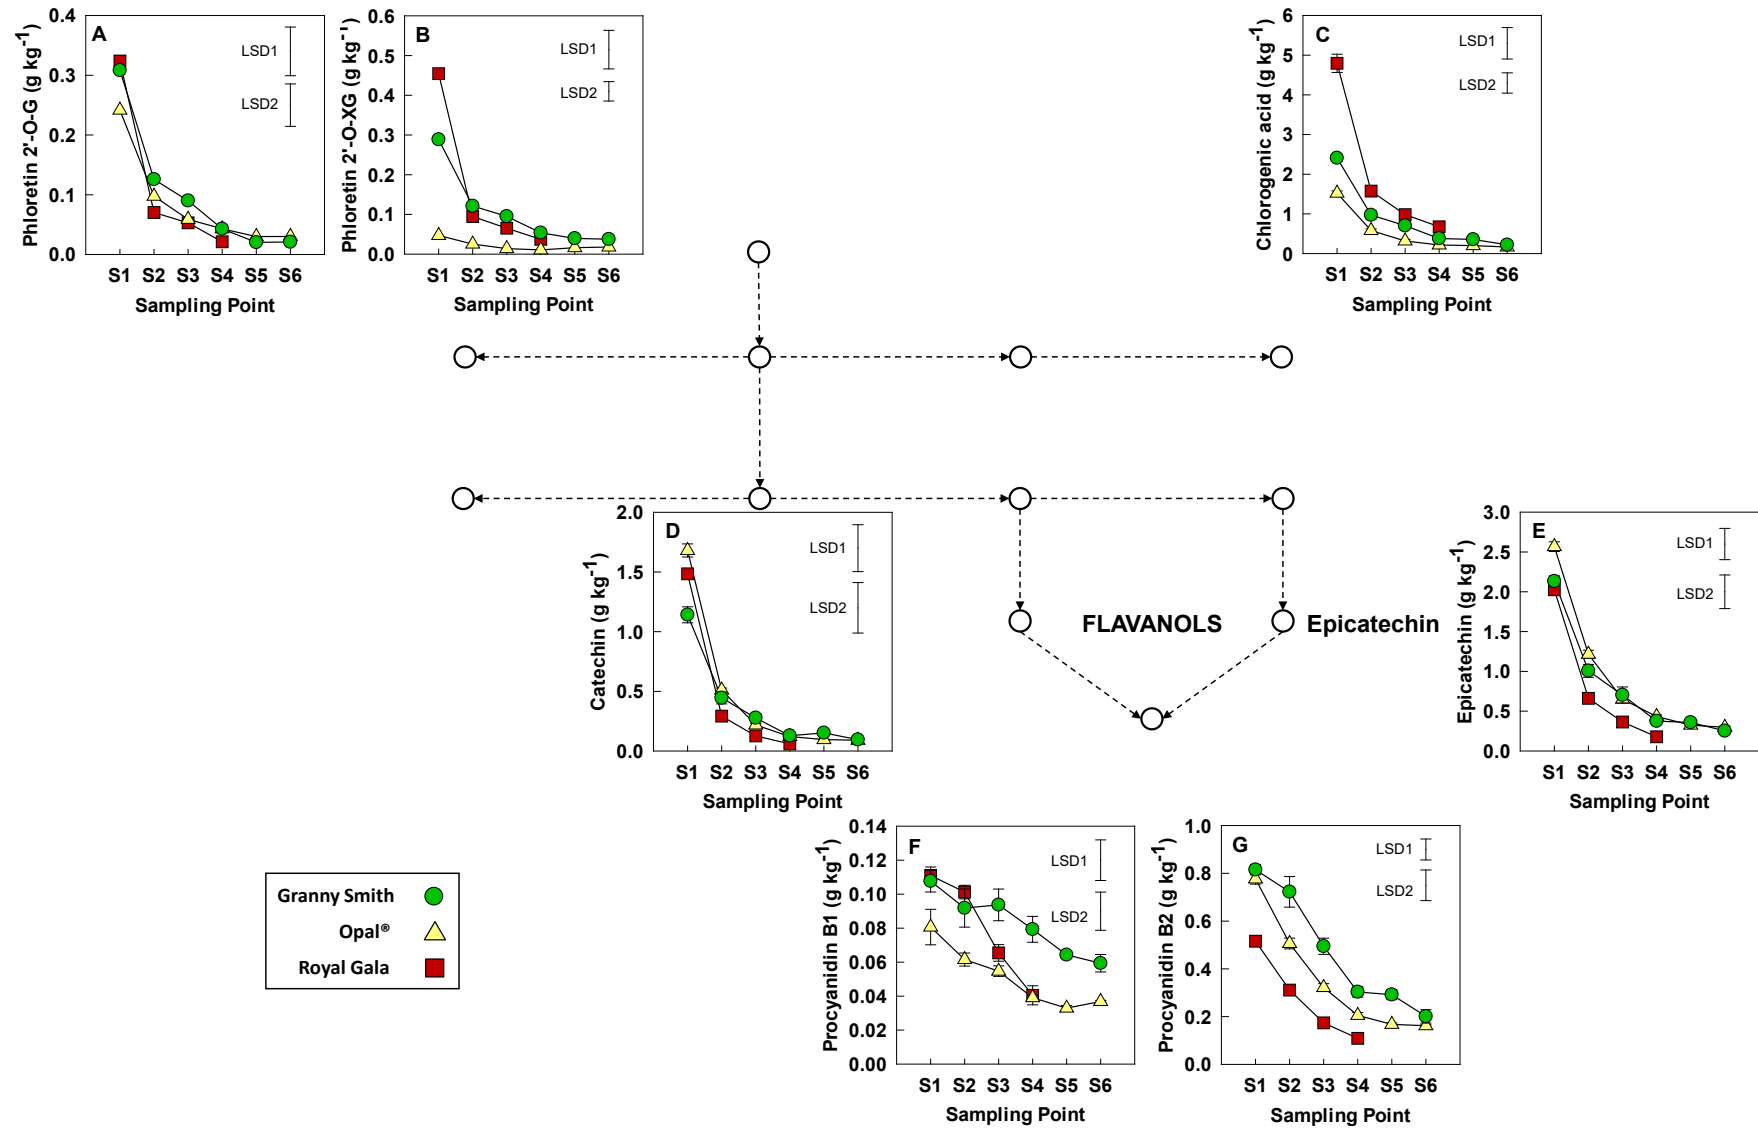 A
Phloretin 2'-O-G (g kg-1)
0.4
0.3
0.2
0.1
0.0
LSD1
LSD2
S1 S2 S3 S4 S5 S6
Sampling Point
B
Phloretin 2'-O-XG (g kg-1)
0.6
0.5
0.4
0.3
0.2
0.1
0.0
LSD1
LSD2
S1 S2 S3 S4 S5 S6
Sampling Point
C
Chlorogenic acid (g kg-1)
6
5
4
3
2
1
0
LSD1
LSD2
S1 S2 S3 S4 S5 S6
Sampling Point
D
Catechin (g kg-1)
2.0
1.5
1.0
0.5
0.0
LSD1
LSD2
S1 S2 S3 S4 S5 S6
Sampling Point
FLAVANOLS
Epicatechin
E
Epicatechin (g kg-1)
3.0
2.5
2.0
1.5
1.0
0.5
0.0
LSD1
LSD2
S1 S2 S3 S4 S5 S6
Sampling Point
Granny Smith
Opal®
Royal Gala
F
Procyanidin B1 (g kg-1)
0.14
0.12
0.10
0.08
0.06
0.04
0.02
0.00
LSD1
LSD2
S1 S2 S3 S4 S5 S6
Sampling Point
G
Procyanidin B2 (g kg-1)
1.0
0.8
0.6
0.4
0.2
0.0
LSD1
LSD2
S1 S2 S3 S4 S5 S6
Sampling Point